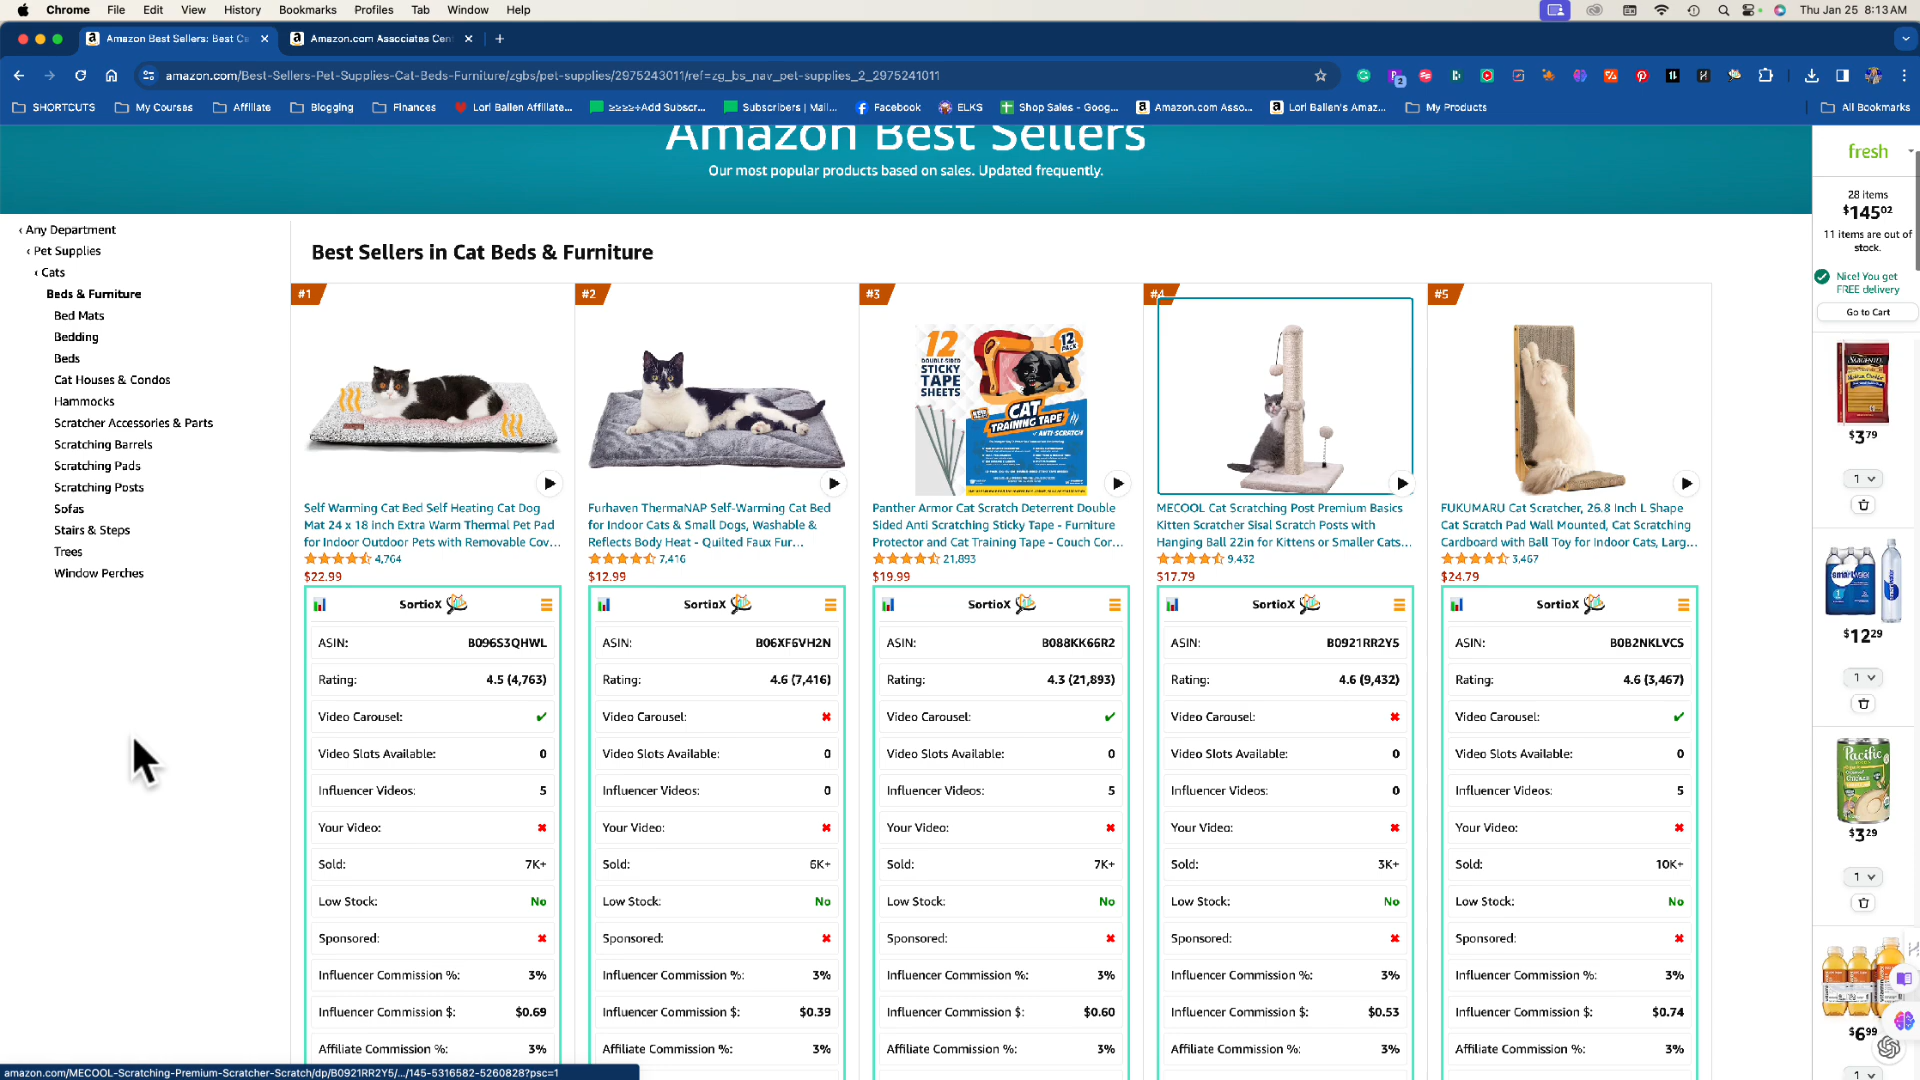 Chrome File Edit View History Bookmarks Profiles Tab Window Help Thu Jan 25 8:13AM
Amazon Best Sellers: Best Ca
Amazon.com Associates Cen
amazon.com/Best-Sellers-Pet-Supplies-Cat-Beds-Furniture/zgbs/pet-supplies/2975243011/ref=zg_bs_nav_pet-supplies_2_2975241011
SHORTCUTS My Courses Affiliate Blogging Finances Lori Ballen Affiliate... ≥≥≥≥+Add Subscr... Subscribers | Mail... Facebook ELKS Shop Sales - Goog... Amazon.com Asso... Lori Ballen's Amaz... My Products All Bookmarks
Amazon Best Sellers
Our most popular products based on sales. Updated frequently.
‹ Any Department
‹ Pet Supplies
‹ Cats
Beds & Furniture
Bed Mats
Bedding
Beds
Cat Houses & Condos
Hammocks
Scratcher Accessories & Parts
Scratching Barrels
Scratching Pads
Scratching Posts
Sofas
Stairs & Steps
Trees
Window Perches
Best Sellers in Cat Beds & Furniture
#1
Self Warming Cat Bed Self Heating Cat Dog
Mat 24 x 18 inch Extra Warm Thermal Pet Pad
for Indoor Outdoor Pets with Removable Cov...
4,764
$22.99
SortioX
ASIN: B096S3QHWL
Rating: 4.5 (4,763)
Video Carousel: ✔
Video Slots Available: 0
Influencer Videos: 5
Your Video: ✖
Sold: 7K+
Low Stock: No
Sponsored: ✖
Influencer Commission %: 3%
Influencer Commission $: $0.69
Affiliate Commission %: 3%
#2
Furhaven ThermaNAP Self-Warming Cat Bed
for Indoor Cats & Small Dogs, Washable &
Reflects Body Heat - Quilted Faux Fur...
7,416
$12.99
SortioX
ASIN: B06XF6VH2N
Rating: 4.6 (7,416)
Video Carousel: ✖
Video Slots Available: 0
Influencer Videos: 0
Your Video: ✖
Sold: 6K+
Low Stock: No
Sponsored: ✖
Influencer Commission %: 3%
Influencer Commission $: $0.39
Affiliate Commission %: 3%
#3
12
DOUBLE-SIDED
STICKY
TAPE
SHEETS
12
PACK
CAT
TRAINING TAPE
ANTI-SCRATCH
Panther Armor Cat Scratch Deterrent Double
Sided Anti Scratching Sticky Tape - Furniture
Protector and Cat Training Tape - Couch Cor...
21,893
$19.99
SortioX
ASIN: B088KK66R2
Rating: 4.3 (21,893)
Video Carousel: ✔
Video Slots Available: 0
Influencer Videos: 5
Your Video: ✖
Sold: 7K+
Low Stock: No
Sponsored: ✖
Influencer Commission %: 3%
Influencer Commission $: $0.60
Affiliate Commission %: 3%
#4
MECOOL Cat Scratching Post Premium Basics
Kitten Scratcher Sisal Scratch Posts with
Hanging Ball 22in for Kittens or Smaller Cats...
9,432
$17.79
SortioX
ASIN: B0921RR2Y5
Rating: 4.6 (9,432)
Video Carousel: ✖
Video Slots Available: 0
Influencer Videos: 0
Your Video: ✖
Sold: 3K+
Low Stock: No
Sponsored: ✖
Influencer Commission %: 3%
Influencer Commission $: $0.53
Affiliate Commission %: 3%
#5
FUKUMARU Cat Scratcher, 26.8 Inch L Shape
Cat Scratch Pad Wall Mounted, Cat Scratching
Cardboard with Ball Toy for Indoor Cats, Larg...
3,467
$24.79
SortioX
ASIN: B0B2NKLVCS
Rating: 4.6 (3,467)
Video Carousel: ✔
Video Slots Available: 0
Influencer Videos: 5
Your Video: ✖
Sold: 10K+
Low Stock: No
Sponsored: ✖
Influencer Commission %: 3%
Influencer Commission $: $0.74
Affiliate Commission %: 3%
fresh
28 items
$145.02
11 items are out of
stock.
Nice! You get
FREE delivery
Go to Cart
SARGENTO
$3.79
1
smartwater
$12.29
1
Pacific
$3.29
1
$6.99
1
amazon.com/MECOOL-Scratching-Premium-Scratcher-Scratch/dp/B0921RR2Y5/.../145-5316582-5260828?psc=1